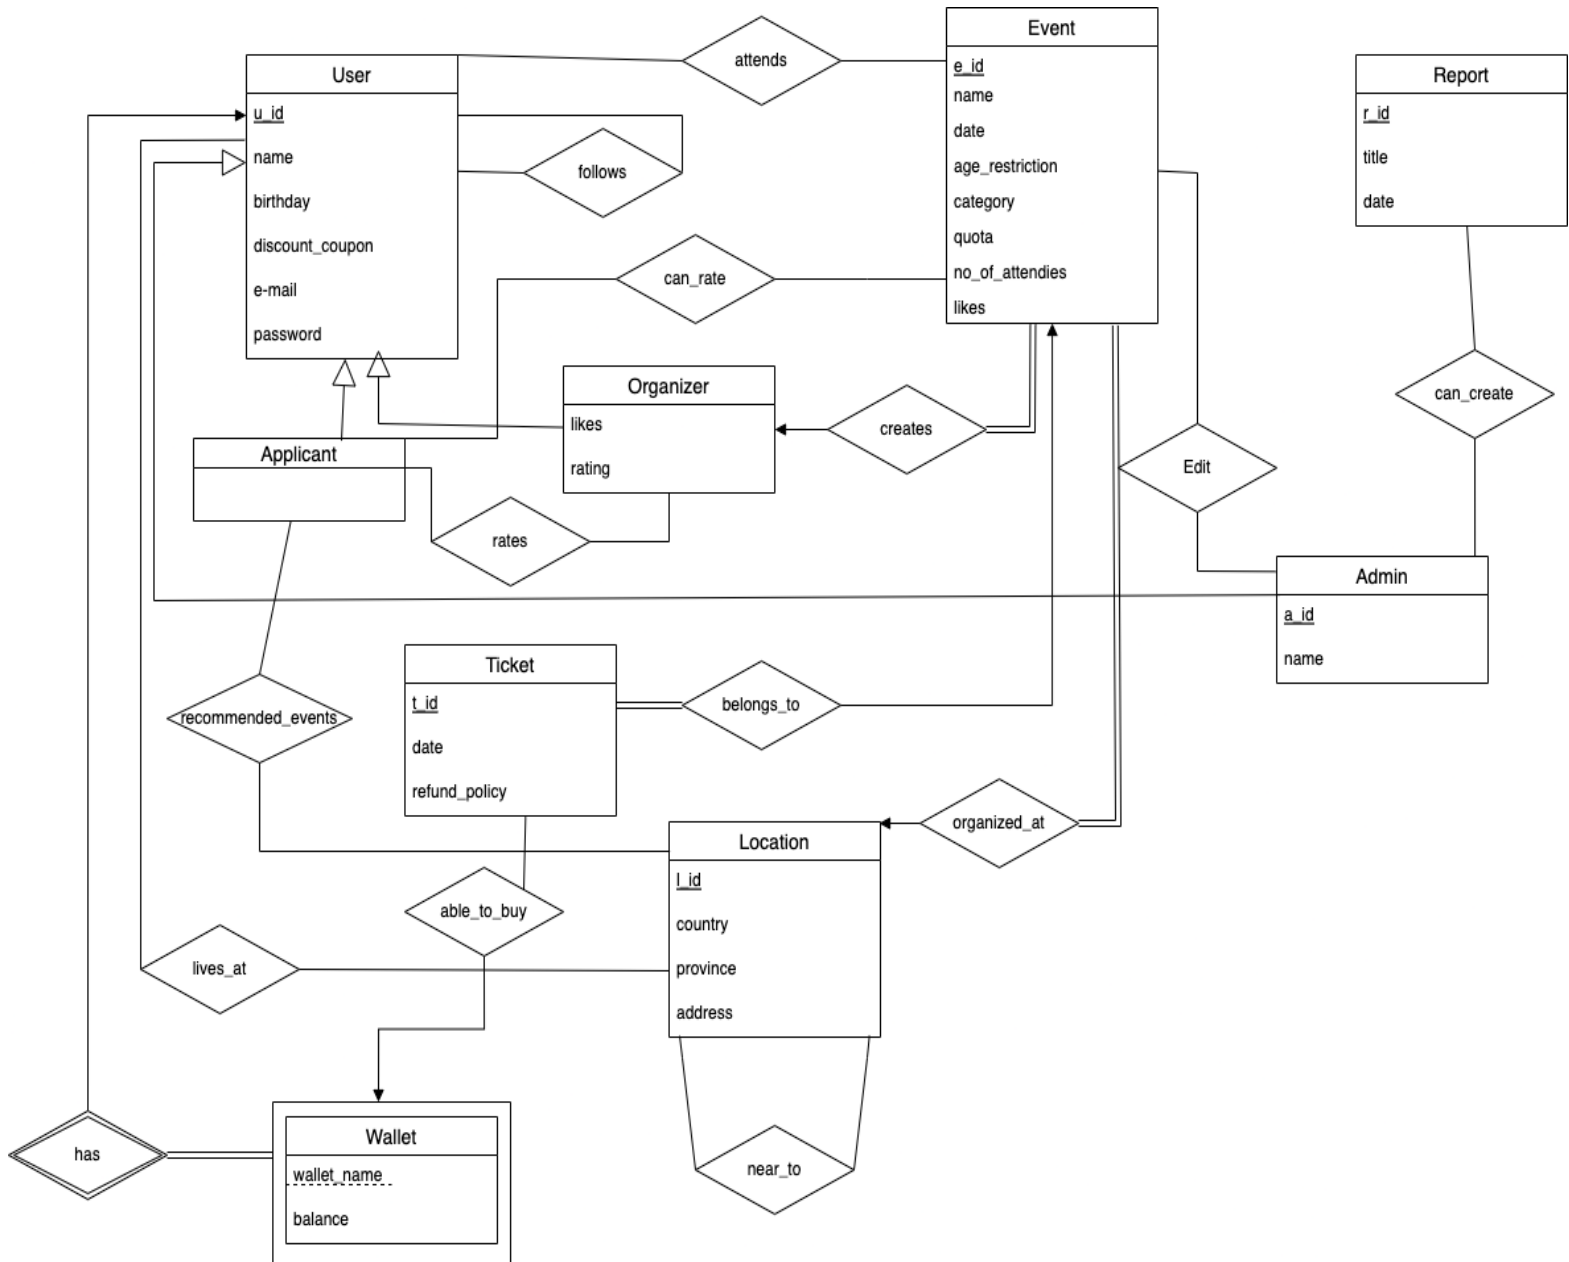 Event
e_id
name
date
age_restriction
category
quota
no_of_attendies
likes
User
u_id
name
birthday
discount_coupon
e-mail
password
attends
follows
can_rate
Report
r_id
title
date
Organizer
likes
rating
creates
can_create
Edit
Applicant
rates
Admin
a_id
name
recommended_events
Ticket
t_id
date
refund_policy
belongs_to
organized_at
Location
l_id
country
province
address
able_to_buy
lives_at
has
Wallet
wallet_name
balance
near_to